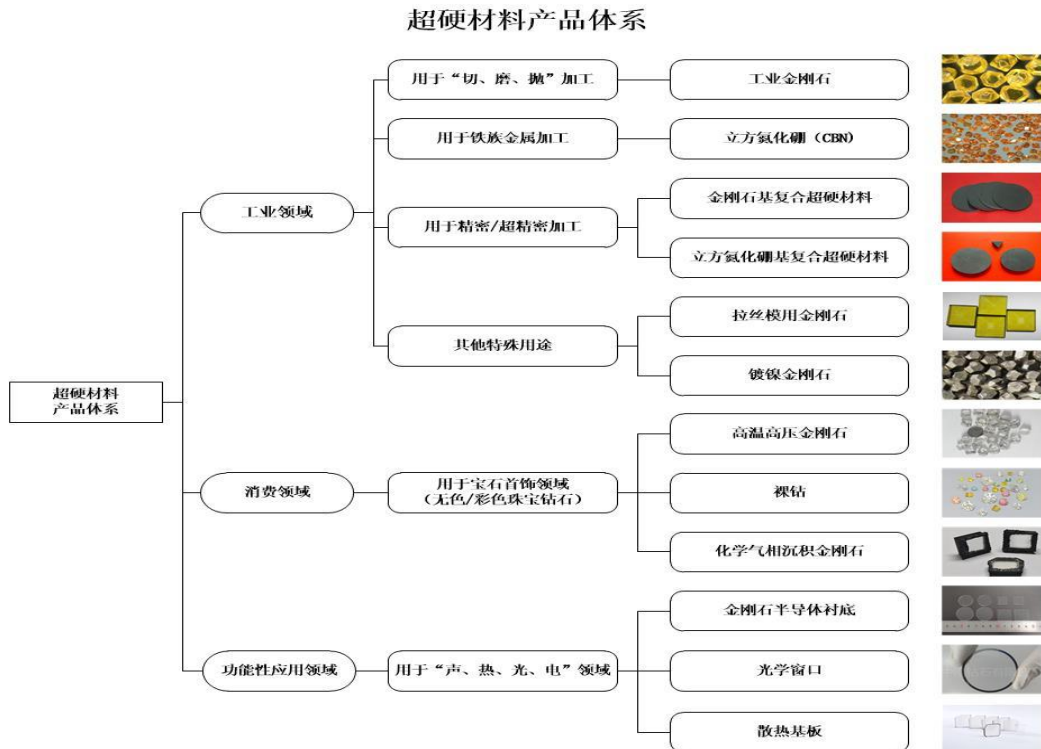 超硬材料产品体系
用于“切、磨、抛”加工
工业金刚石
用于铁族金属加工
立方氮化硼（CBN）
工业领域
用于精密/超精密加工
金刚石基复合超硬材料
立方氮化硼基复合超硬材料
其他特殊用途
拉丝模用金刚石
镀镍金刚石
超硬材料
产品体系
消费领域
用于宝石首饰领域
（无色/彩色珠宝钻石）
高温高压金刚石
裸钻
化学气相沉积金刚石
功能性应用领域
用于“声、热、光、电”领域
金刚石半导体衬底
光学窗口
散热基板